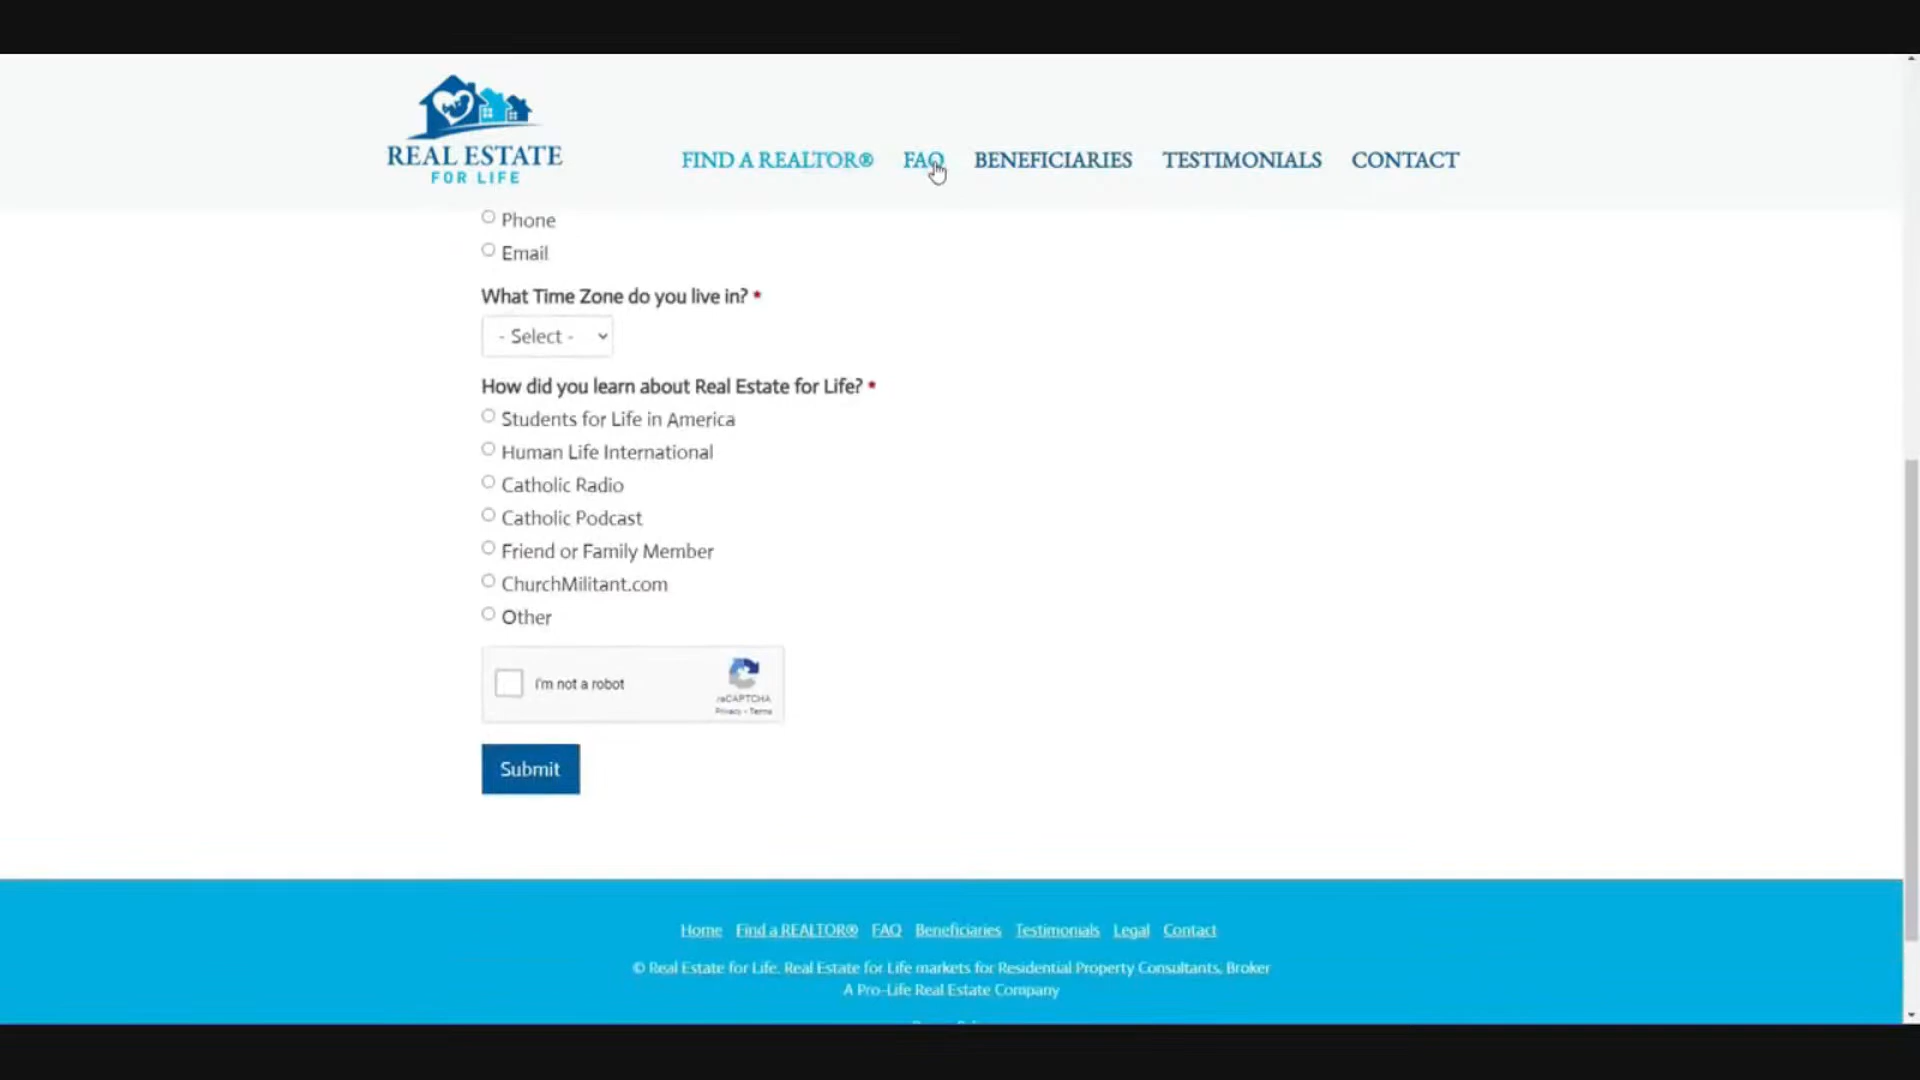 REAL ESTATE
FOR LIFE
FIND A REALTOR® FAQ BENEFICIARIES TESTIMONIALS CONTACT
Phone
Email
What Time Zone do you live in? *
- Select -
How did you learn about Real Estate for Life? *
Students for Life in America
Human Life International
Catholic Radio
Catholic Podcast
Friend or Family Member
ChurchMilitant.com
Other
I'm not a robot
reCAPTCHA
Privacy - Terms
Submit
Home Find a REALTOR® FAQ Beneficiaries Testimonials Legal Contact
© Real Estate for Life. Real Estate for Life markets for Residential Property Consultants, Broker
A Pro-Life Real Estate Company